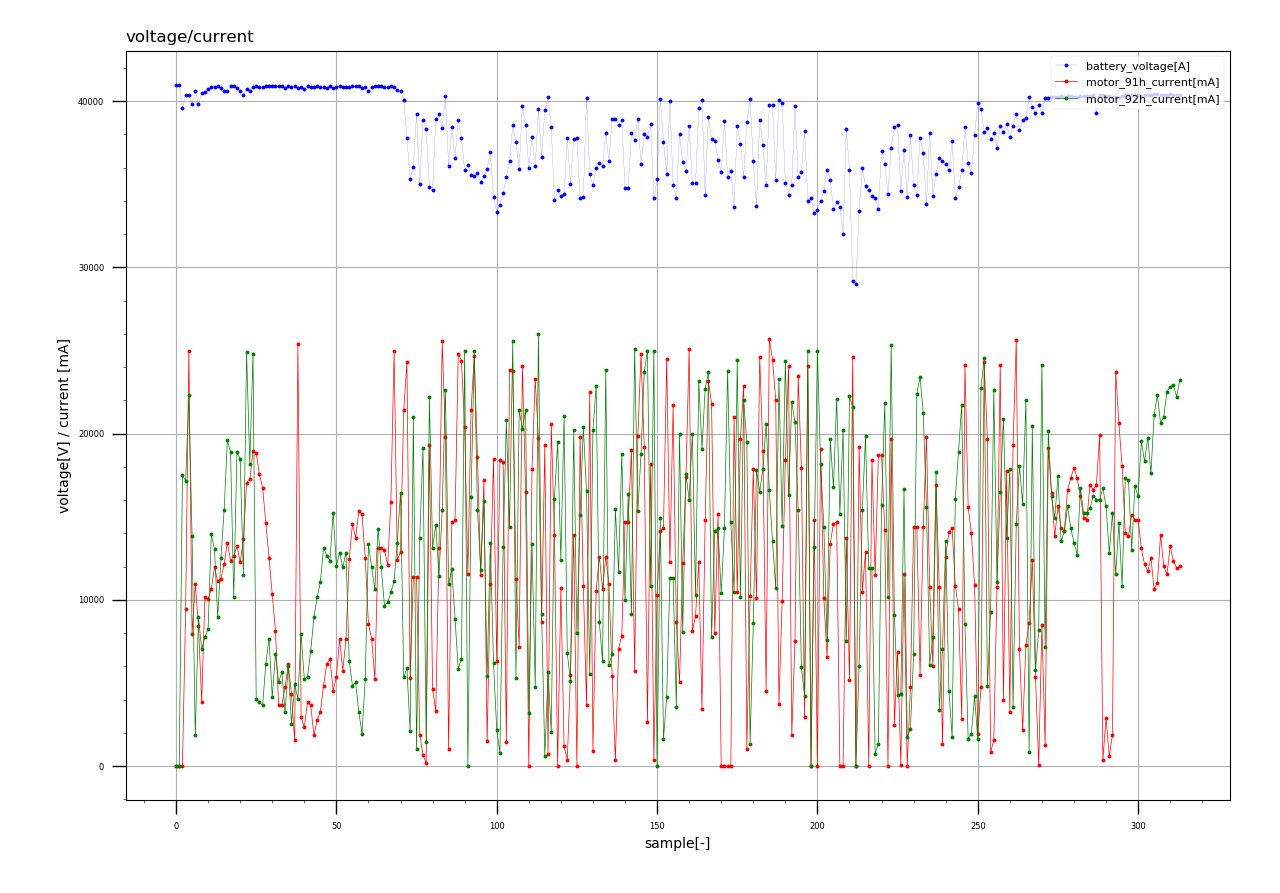 voltage/current
battery_voltage[A]
motor_91h_current[mA]
motor_92h_current[mA]
40000
30000
20000
10000
0
voltage[V] / current [mA]
0 50 100 150 200 250 300
sample[-]